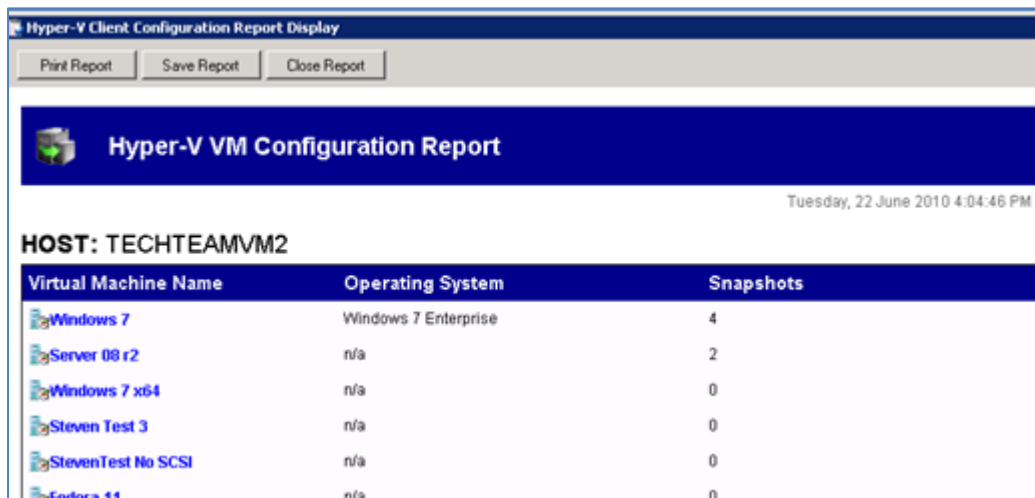 Hyper-V Client Configuration Report Display
Print Report Save Report Close Report
Hyper-V VM Configuration Report
Tuesday, 22 June 2010 4:04:46 PM
HOST: TECHTEAMVM2
Virtual Machine Name Operating System Snapshots
Windows 7 Windows 7 Enterprise 4
Server 08 r2 n/a 2
Windows 7 x64 n/a 0
Steven Test 3 n/a 0
StevenTest No SCSI n/a 0
Fedora 11 n/a 0